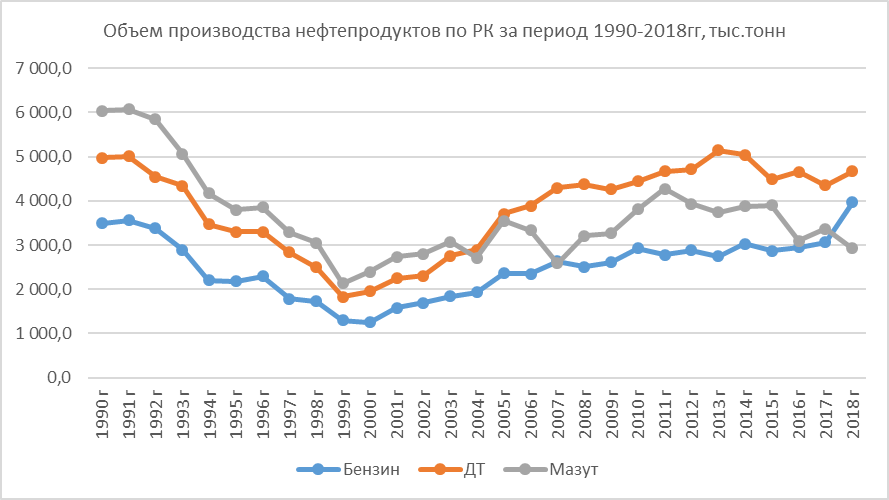 Объем производства нефтепродуктов по РК за период 1990-2018гг, тыс.тонн
7 000,0
6 000,0
5 000,0
4 000,0
3 000,0
2 000,0
1 000,0
0,0
1990 г
1991 г
1992 г
1993 г
1994 г
1995 г
1996 г
1997 г
1998 г
1999 г
2000 г
2001 г
2002 г
2003 г
2004 г
2005 г
2006 г
2007 г
2008 г
2009 г
2010 г
2011 г
2012 г
2013 г
2014 г
2015 г
2016 г
2017 г
2018 г
Бензин ДТ Мазут